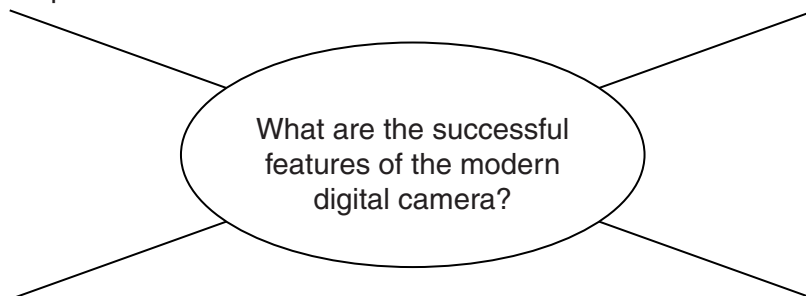 What are the successful
features of the modern
digital camera?